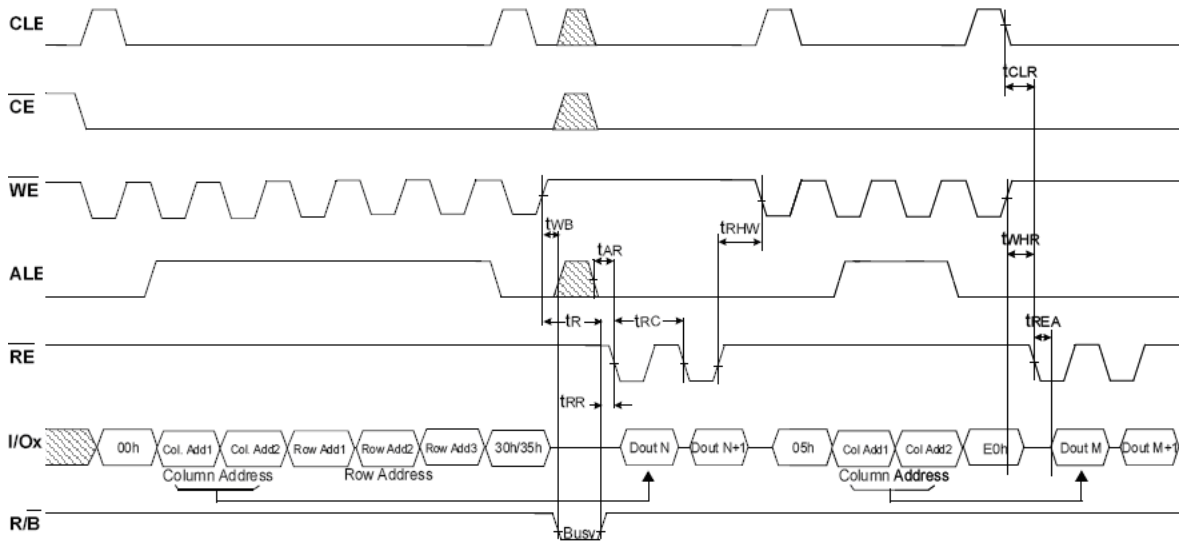 CLE
tCLR
CE
WE
tWB
tAR
tRHW
tWHR
ALE
tR
tRC
tREA
RE
tRR
I/Ox
00h
Col. Add1
Col. Add2
Row Add1
Row Add2
Row Add3
30h/35h
Dout N
Dout N+1
05h
Col Add1
Col Add2
E0h
Dout M
Dout M+1
Column Address
Row Address
Column Address
R/B
Busy